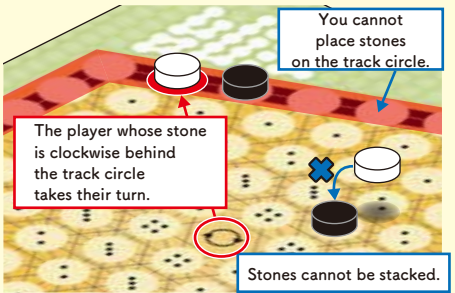 You cannot
place stones
on the track circle.
The player whose stone
is clockwise behind
the track circle
takes their turn.
Stones cannot be stacked.